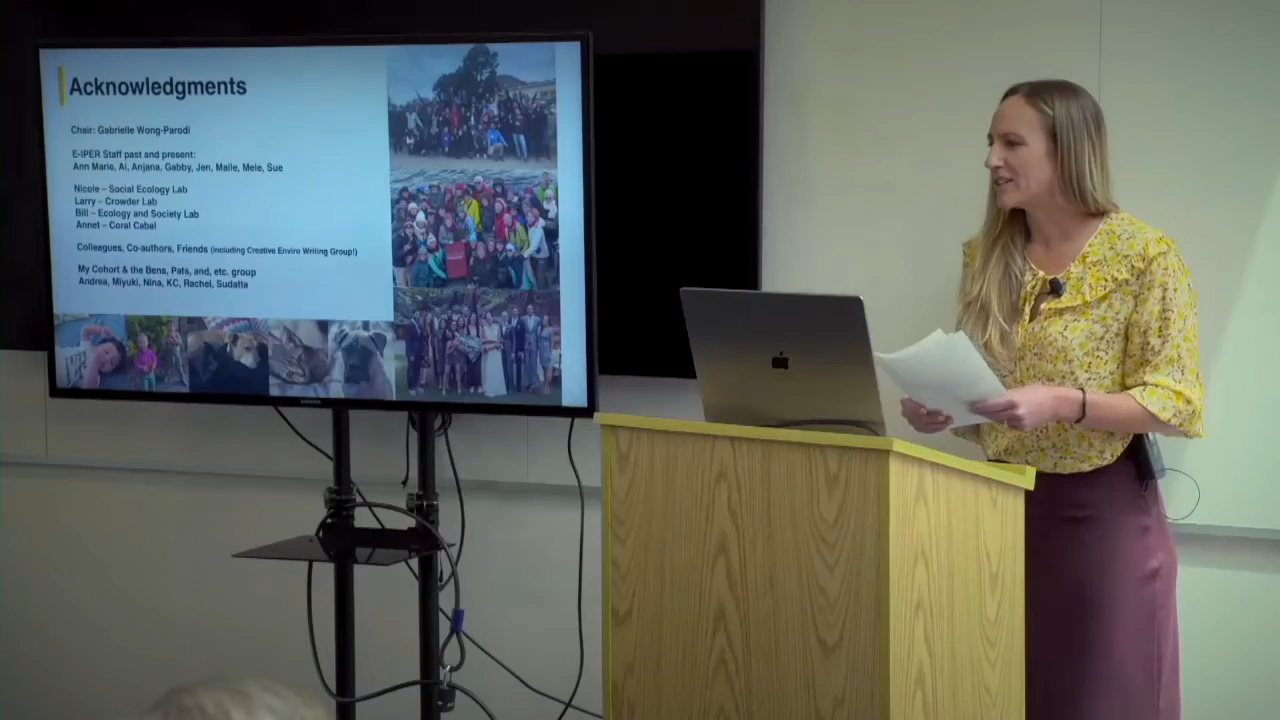 Acknowledgments
Chair: Gabrielle Wong-Parodi
E-IPER Staff past and present:
Ann Marie, Ai, Anjana, Gabby, Jen, Maile, Mele, Sue
Nicole – Social Ecology Lab
Larry – Crowder Lab
Bill – Ecology and Society Lab
Annet – Coral Cabal
Colleagues, Co-authors, Friends (including Creative Enviro Writing Group!)
My Cohort & the Bens, Pats, and, etc. group
Andrea, Miyuki, Nina, KC, Rachel, Sudatta
SAMSUNG